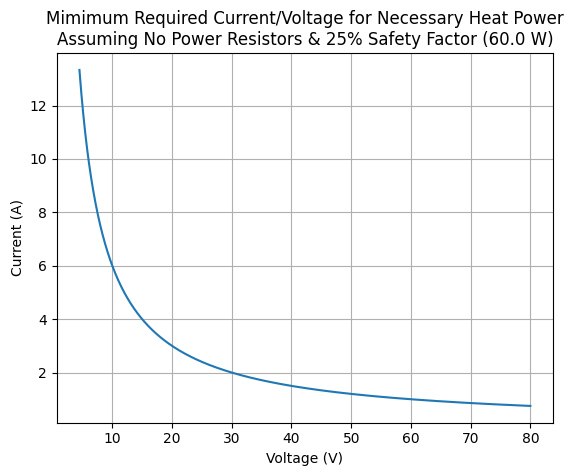 Mimimum Required Current/Voltage for Necessary Heat Power
Assuming No Power Resistors & 25% Safety Factor (60.0 W)
12
10
8
6
4
2
Current (A)
10 20 30 40 50 60 70 80
Voltage (V)